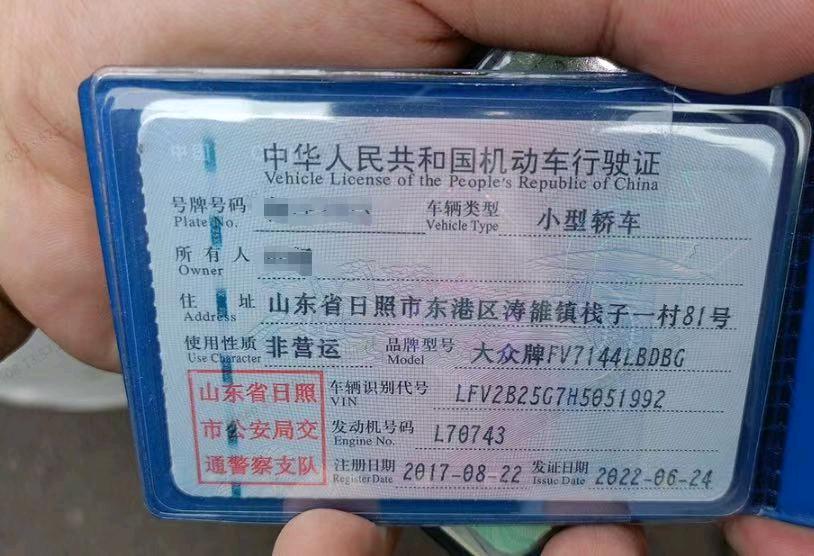 中华人民共和国机动车行驶证
Vehicle License of the People's Republic of China
号牌号码 车辆类型 小型轿车
Plate No. Vehicle Type
所有人
Owner
住址 山东省日照市东港区涛雒镇栈子一村81号
Address
使用性质 非营运 品牌型号 大众牌FV7144LBDBG
Use Character Model
山东省日照 车辆识别代号 LFV2B25G7H5051992
VIN
市公安局交 发动机号码 L70743
Engine No.
通警察支队 注册日期 2017-08-22 发证日期 2022-06-24
Register Date Issue Date